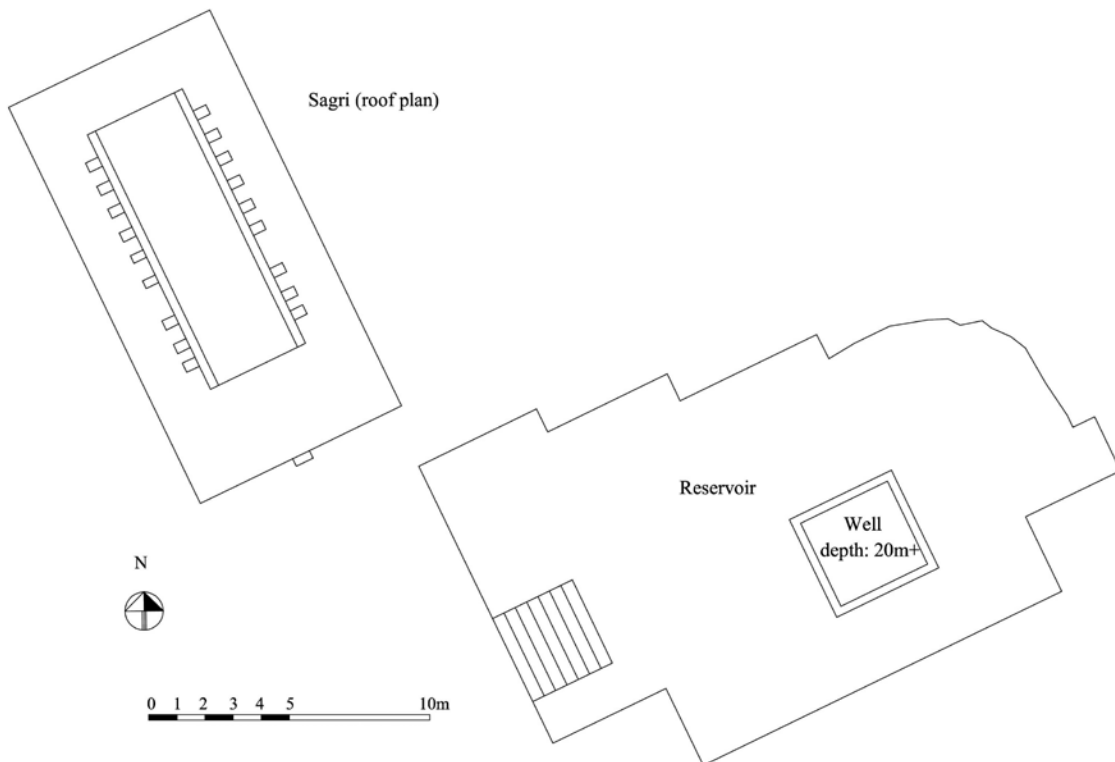 Sagri (roof plan)
Reservoir
Well
depth: 20m+
N
0 1 2 3 4 5 10m